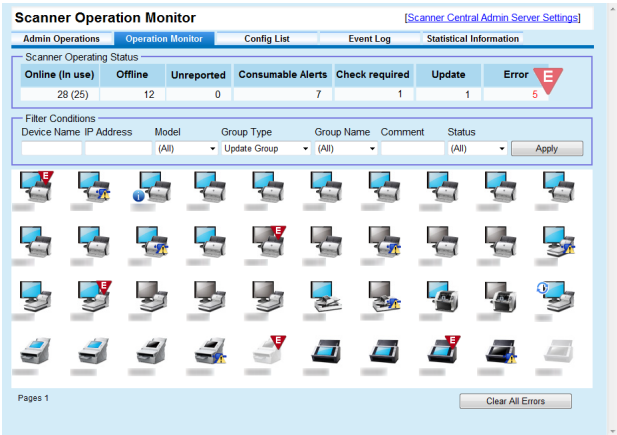 Scanner Operation Monitor
[Scanner Central Admin Server Settings]
Admin Operations Operation Monitor Config List Event Log Statistical Information
Scanner Operating Status
Online (In use) Offline Unreported Consumable Alerts Check required Update Error E
28 (25) 12 0 7 1 1 5
Filter Conditions
Device Name IP Address Model Group Type Group Name Comment Status
(All) Update Group (All) (All) Apply
E
i
E
E
E E
Pages 1
Clear All Errors